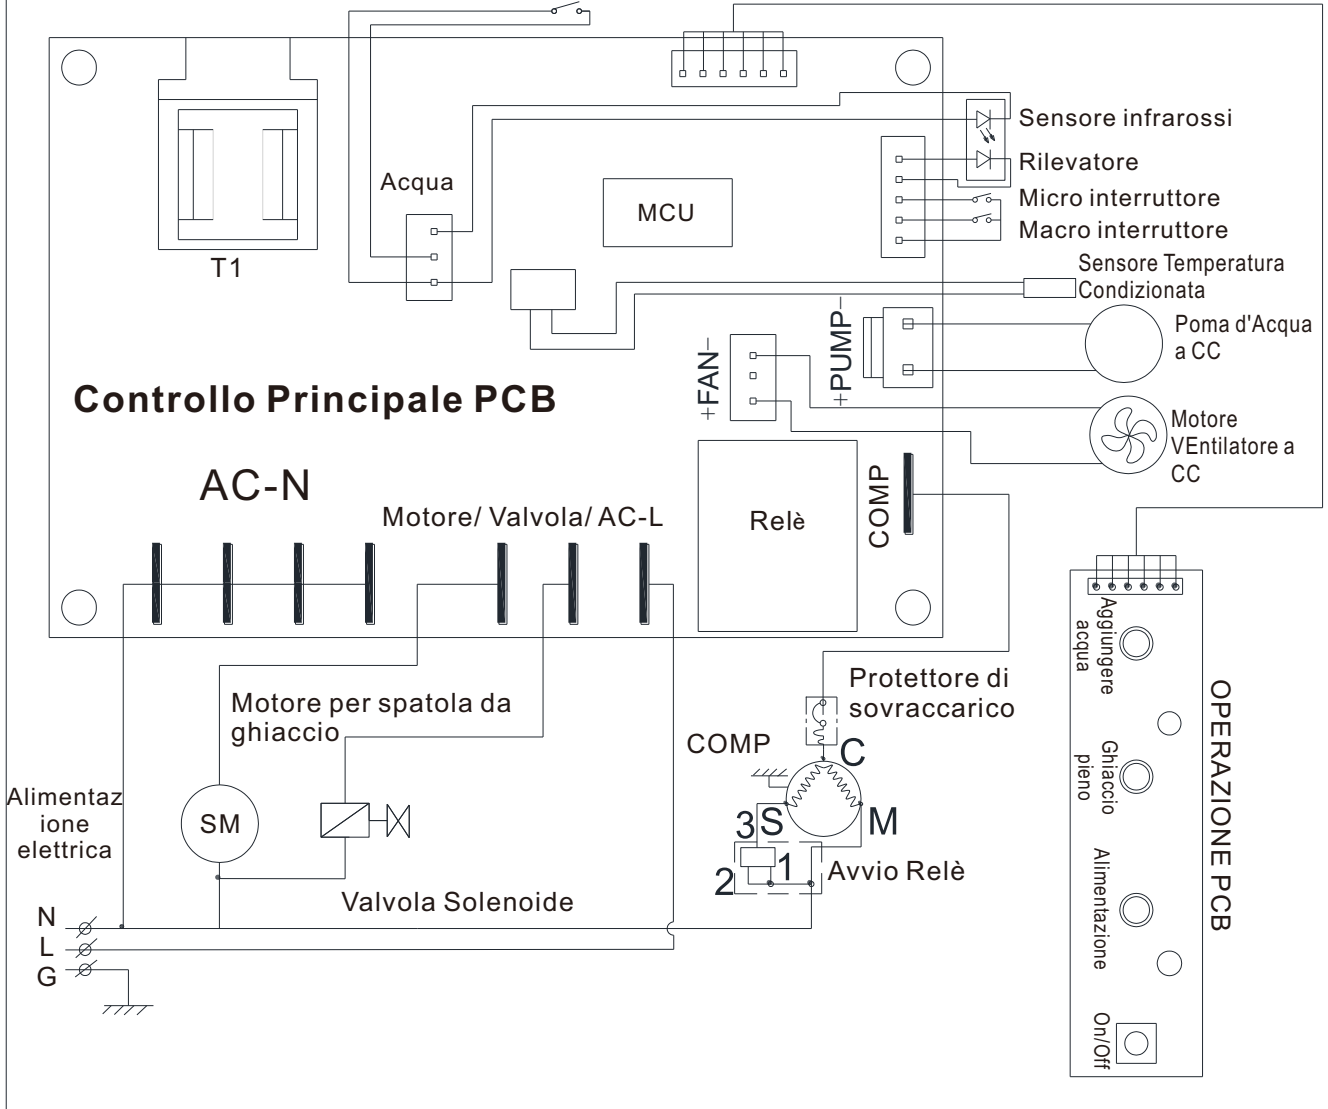 Sensore infrarossi
Rilevatore
Acqua
Micro interruttore
MCU
Macro interruttore
T1
Sensore Temperatura
Condizionata
+PUMP-
Poma d'Acqua
a CC
+FAN-
Controllo Principale PCB
Motore
VEntilatore a
CC
AC-N
Motore/ Valvola/ AC-L
Relè
COMP
Aggiungere
acqua
Protettore di
sovraccarico
Motore per spatola da
ghiaccio
COMP
C
OPERAZIONE PCB
Ghiaccio
pieno
Alimentaz
ione
elettrica
SM
3
S
M
2
1
Avvio Relè
Alimentazione
Valvola Solenoide
N
L
G
On/Off